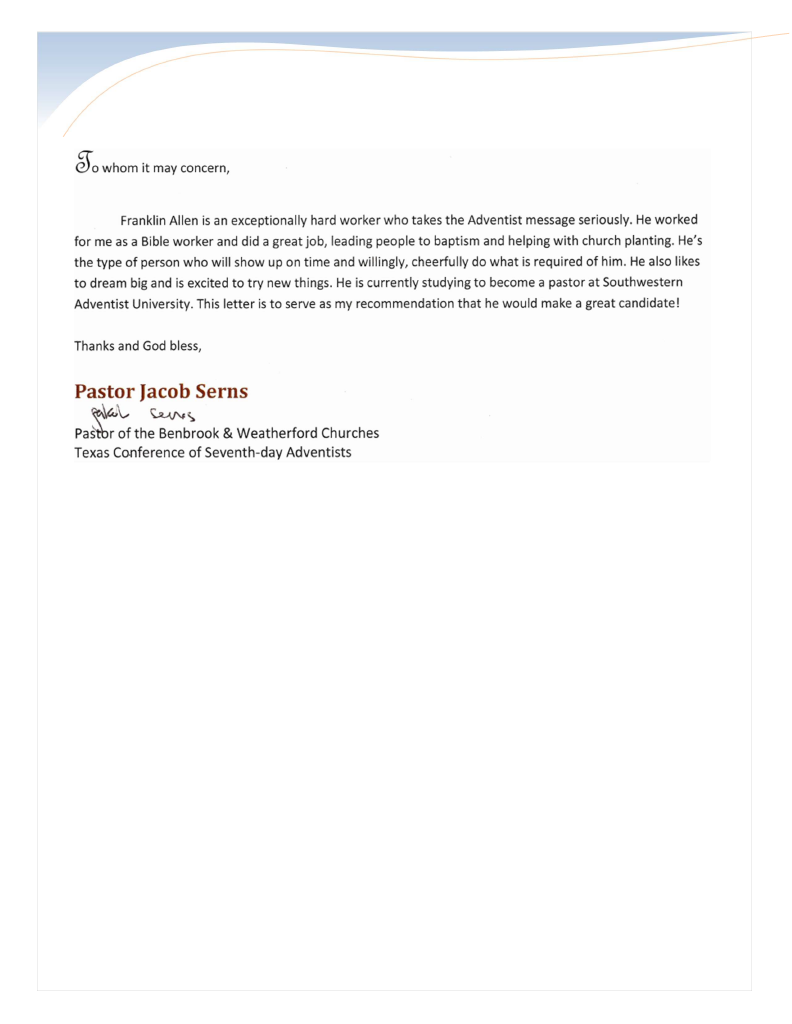 To whom it may concern,
Franklin Allen is an exceptionally hard worker who takes the Adventist message seriously. He worked
for me as a Bible worker and did a great job, leading people to baptism and helping with church planting. He's
the type of person who will show up on time and willingly, cheerfully do what is required of him. He also likes
to dream big and is excited to try new things. He is currently studying to become a pastor at Southwestern
Adventist University. This letter is to serve as my recommendation that he would make a great candidate!
Thanks and God bless,
Pastor Jacob Serns
Jakob Serns
Pastor of the Benbrook & Weatherford Churches
Texas Conference of Seventh-day Adventists